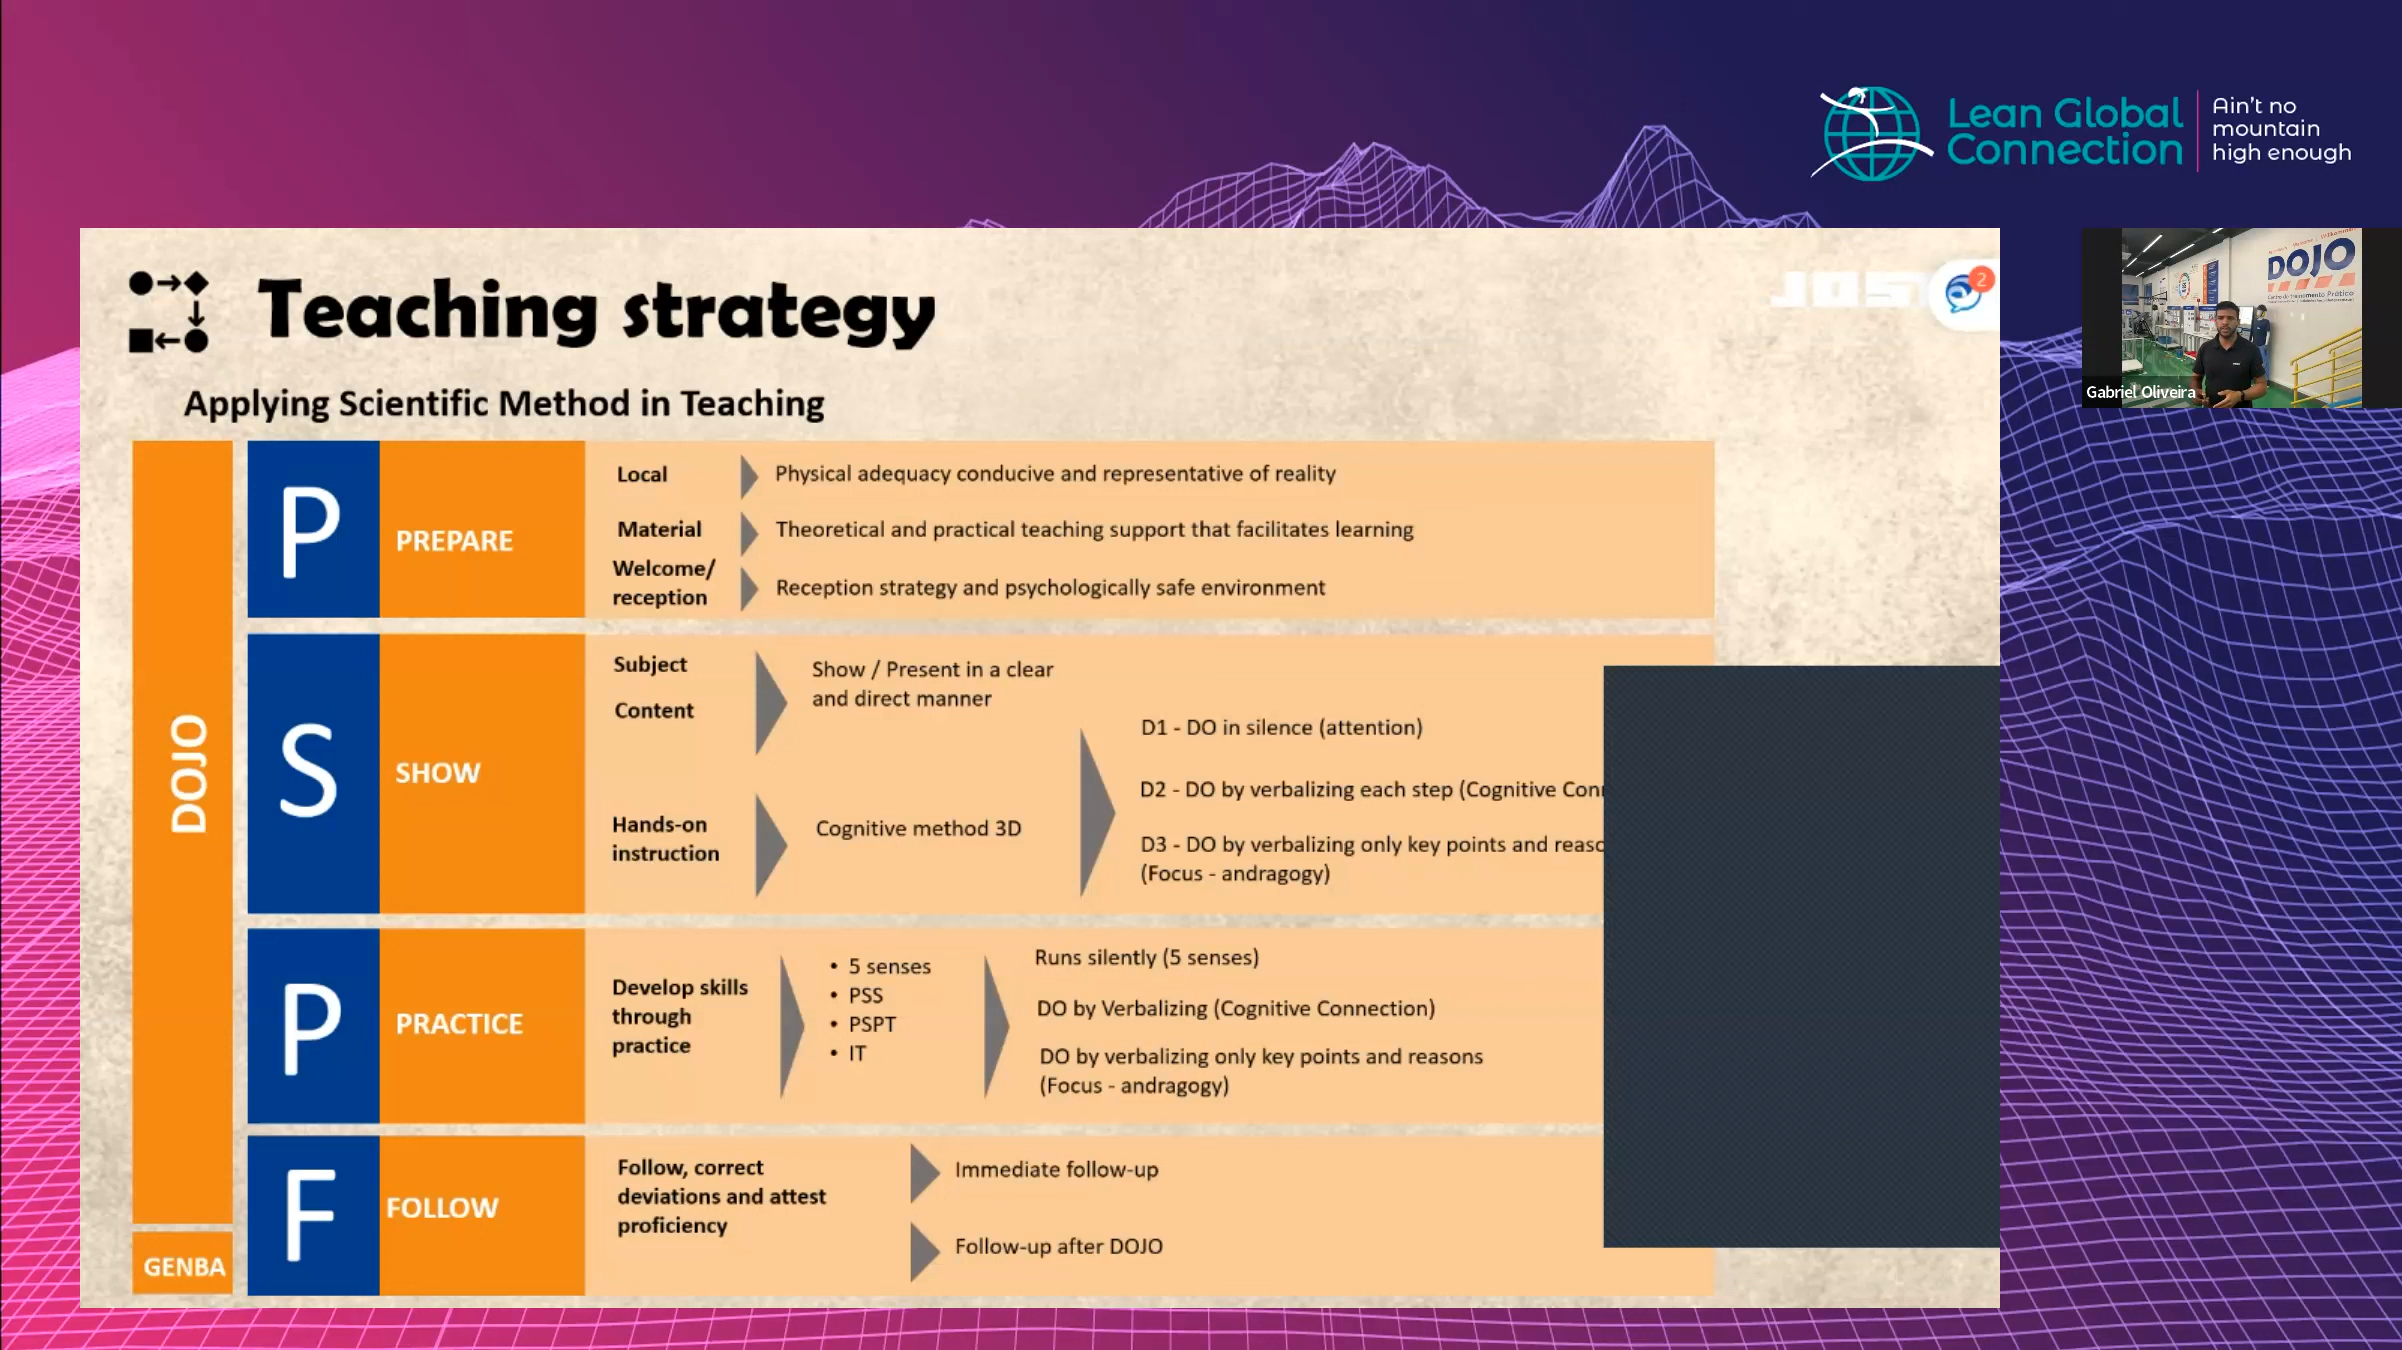 Lean Global
Connection
Ain't no
mountain
high enough
Teaching strategy
2
DOJO
Gabriel Oliveira
Applying Scientific Method in Teaching
DOJO
P
PREPARE
Local
Physical adequacy conducive and representative of reality
Material
Theoretical and practical teaching support that facilitates learning
Welcome/
reception
Reception strategy and psychologically safe environment
S
SHOW
Subject
Content
Show / Present in a clear
and direct manner
Hands-on
instruction
Cognitive method 3D
D1 - DO in silence (attention)
D2 - DO by verbalizing each step (Cognitive
D3 - DO by verbalizing only key points and
(Focus - andragogy)
P
PRACTICE
Develop skills
through
practice
• 5 senses
• PSS
• PSPT
• IT
Runs silently (5 senses)
DO by Verbalizing (Cognitive Connection)
DO by verbalizing only key points and reasons
(Focus - andragogy)
GENBA
F
FOLLOW
Follow, correct
deviations and attest
proficiency
Immediate follow-up
Follow-up after DOJO